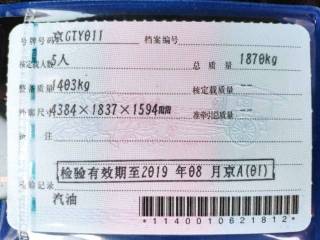 号牌号码 京GTY011 档案编号
核定载人数 5人 总质量 1870kg
整备质量 1403kg 核定载质量 --
外廓尺寸 4384×1837×1594mm 准牵引总质量 --
备注
检验有效期至2019 年08 月京A(01)
检验记录
汽油
*1140010621812*